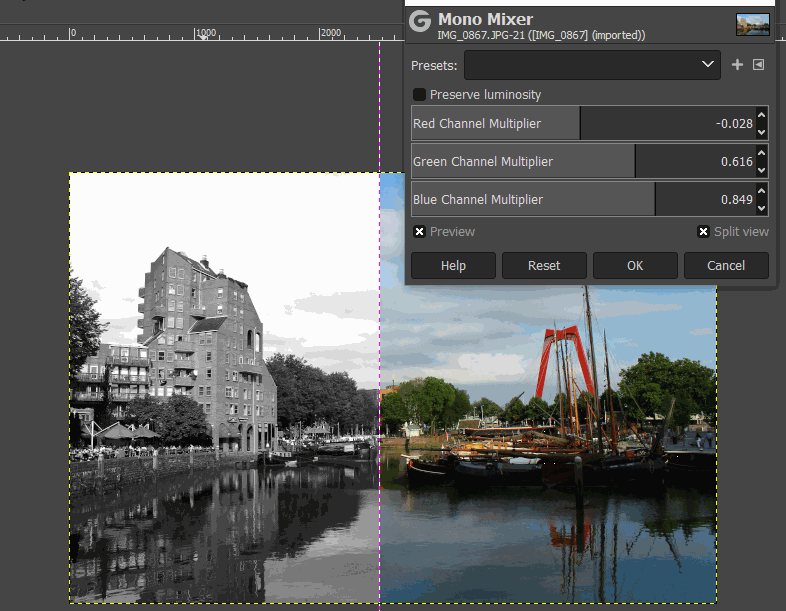 Mono Mixer
IMG_0867.JPG-21 ([IMG_0867] (imported))
0 1000 2000
Presets:
Preserve luminosity
Red Channel Multiplier -0.028
Green Channel Multiplier 0.616
Blue Channel Multiplier 0.849
Preview Split view
Help Reset OK Cancel